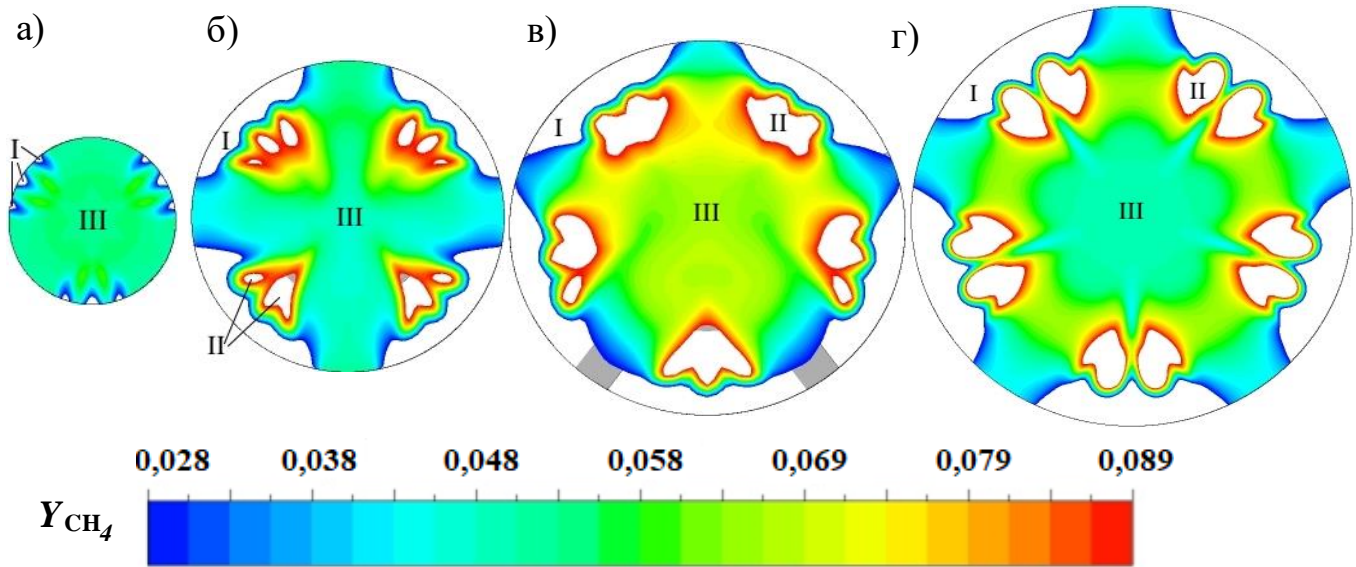 а) б) в) г)
I I I I
II II
III III III III
II
0,028 0,038 0,048 0,058 0,069 0,079 0,089
YCH4